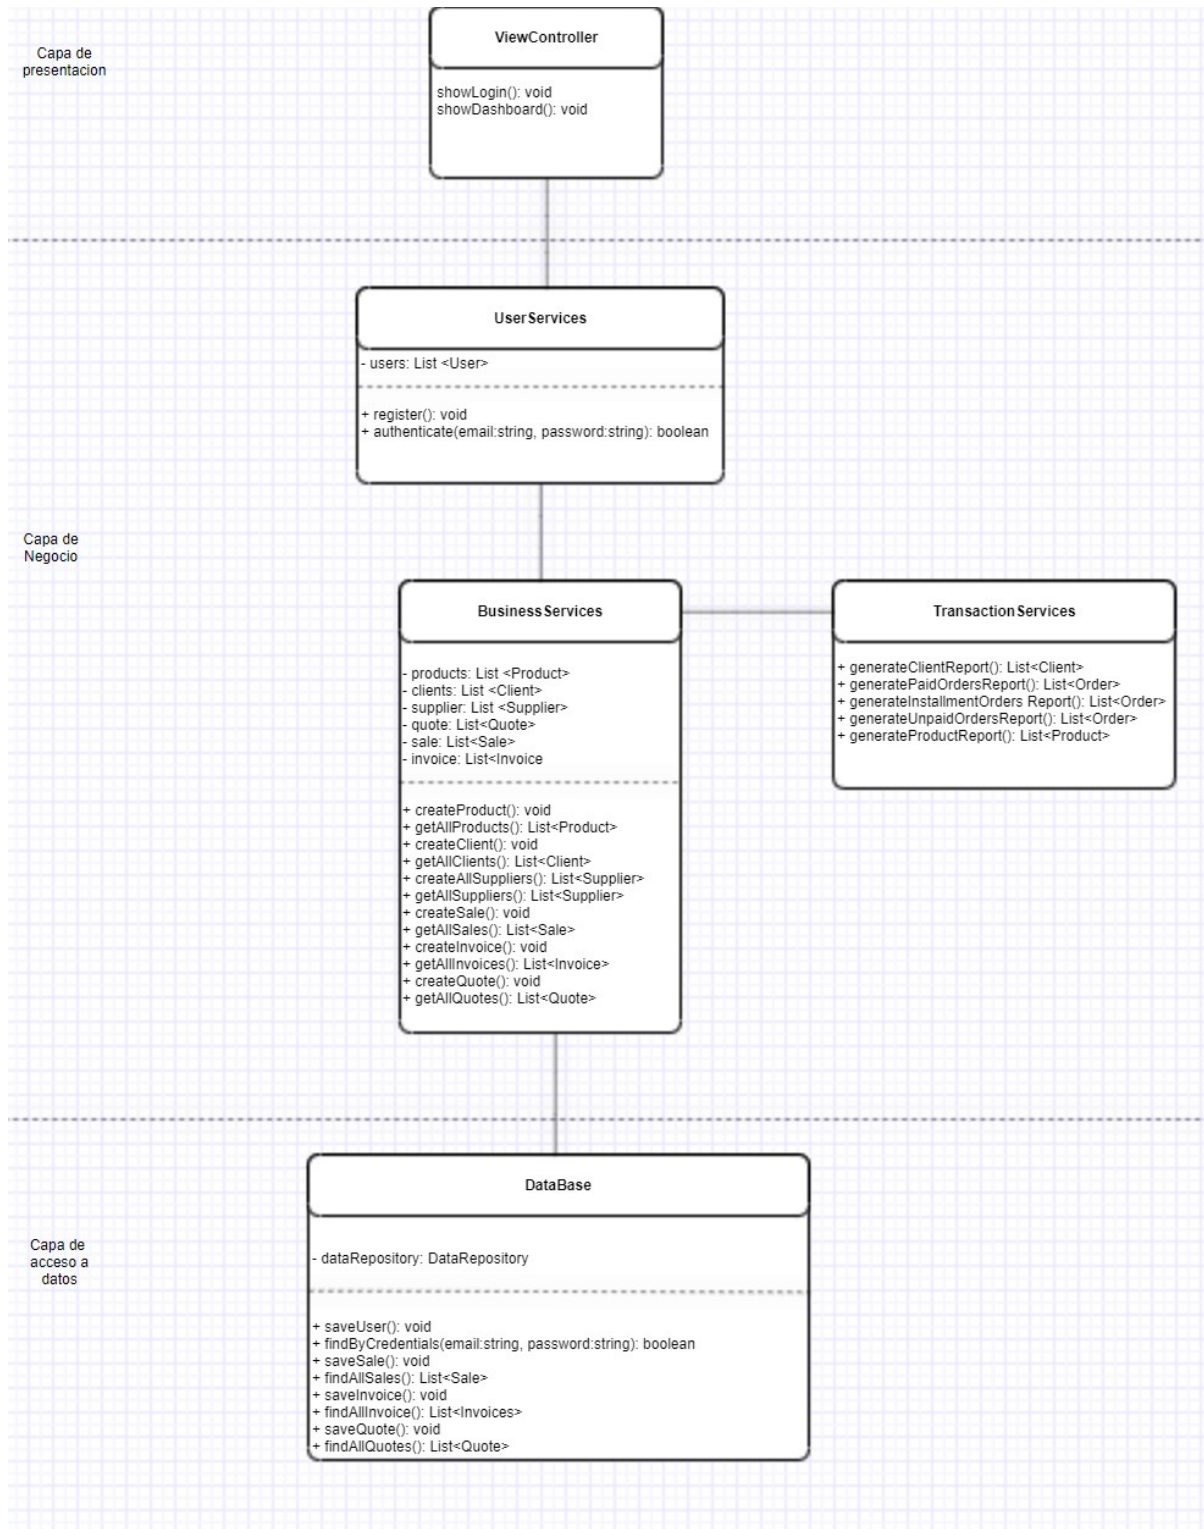 Capa de
presentacion
ViewController
showLogin(): void
showDashboard(): void
UserServices
- users: List <User>
+ register(): void
+ authenticate(email:string, password:string): boolean
Capa de
Negocio
BusinessServices
- products: List <Product>
- clients: List <Client>
- supplier: List <Supplier>
- quote: List<Quote>
- sale: List<Sale>
- invoice: List<Invoice
+ createProduct(): void
+ getAllProducts(): List<Product>
+ createClient(): void
+ getAllClients(): List<Client>
+ createAllSuppliers(): List<Supplier>
+ getAllSuppliers(): List<Supplier>
+ createSale(): void
+ getAllSales(): List<Sale>
+ createInvoice(): void
+ getAllInvoices(): List<Invoice>
+ createQuote(): void
+ getAllQuotes(): List<Quote>
TransactionServices
+ generateClientReport(): List<Client>
+ generatePaidOrdersReport(): List<Order>
+ generateInstallmentOrders Report(): List<Order>
+ generateUnpaidOrdersReport(): List<Order>
+ generateProductReport(): List<Product>
Capa de
acceso a
datos
DataBase
- dataRepository: DataRepository
+ saveUser(): void
+ findByCredentials(email:string, password:string): boolean
+ saveSale(): void
+ findAllSales(): List<Sale>
+ saveInvoice(): void
+ findAllInvoice(): List<Invoices>
+ saveQuote(): void
+ findAllQuotes(): List<Quote>